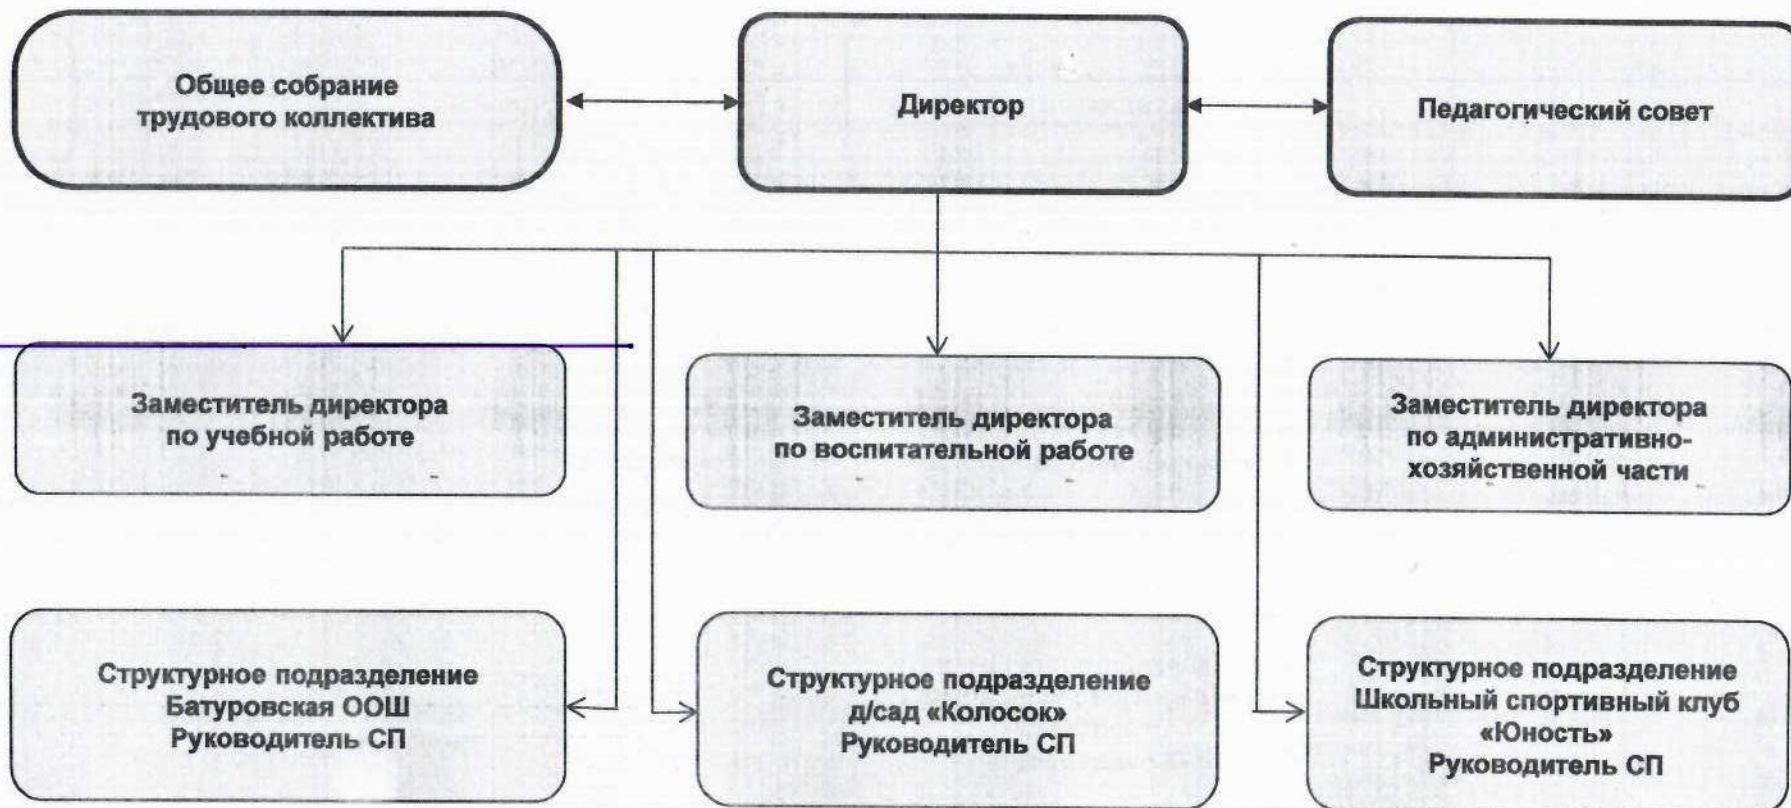 Общее собрание
трудового коллектива
Директор
Педагогический совет
Заместитель директора
по учебной работе
Заместитель директора
по воспитательной работе
Заместитель директора
по административно-
хозяйственной части
Структурное подразделение
Батуровская ООШ
Руководитель СП
Структурное подразделение
д/сад «Колосок»
Руководитель СП
Структурное подразделение
Школьный спортивный клуб
«Юность»
Руководитель СП